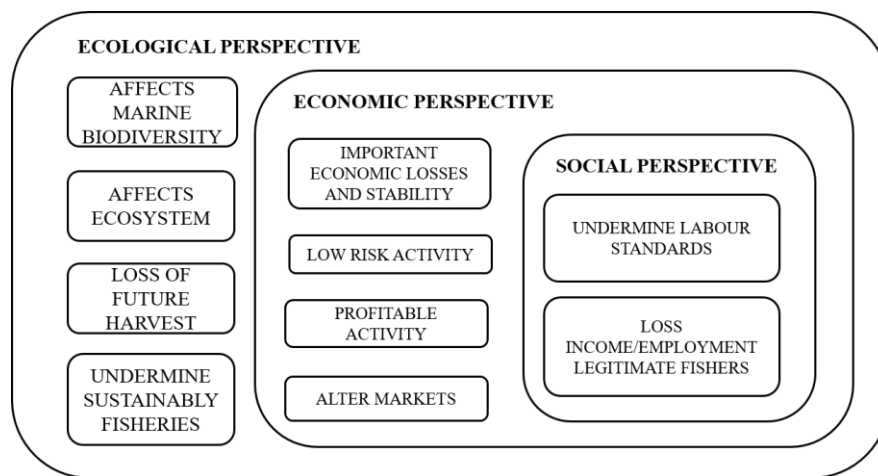 ECOLOGICAL PERSPECTIVE
AFFECTS
MARINE
BIODIVERSITY
AFFECTS
ECOSYSTEM
LOSS OF
FUTURE
HARVEST
UNDERMINE
SUSTAINABLY
FISHERIES
ECONOMIC PERSPECTIVE
IMPORTANT
ECONOMIC LOSSES
AND STABILITY
LOW RISK ACTIVITY
PROFITABLE
ACTIVITY
ALTER MARKETS
SOCIAL PERSPECTIVE
UNDERMINE LABOUR
STANDARDS
LOSS
INCOME/EMPLOYMENT
LEGITIMATE FISHERS